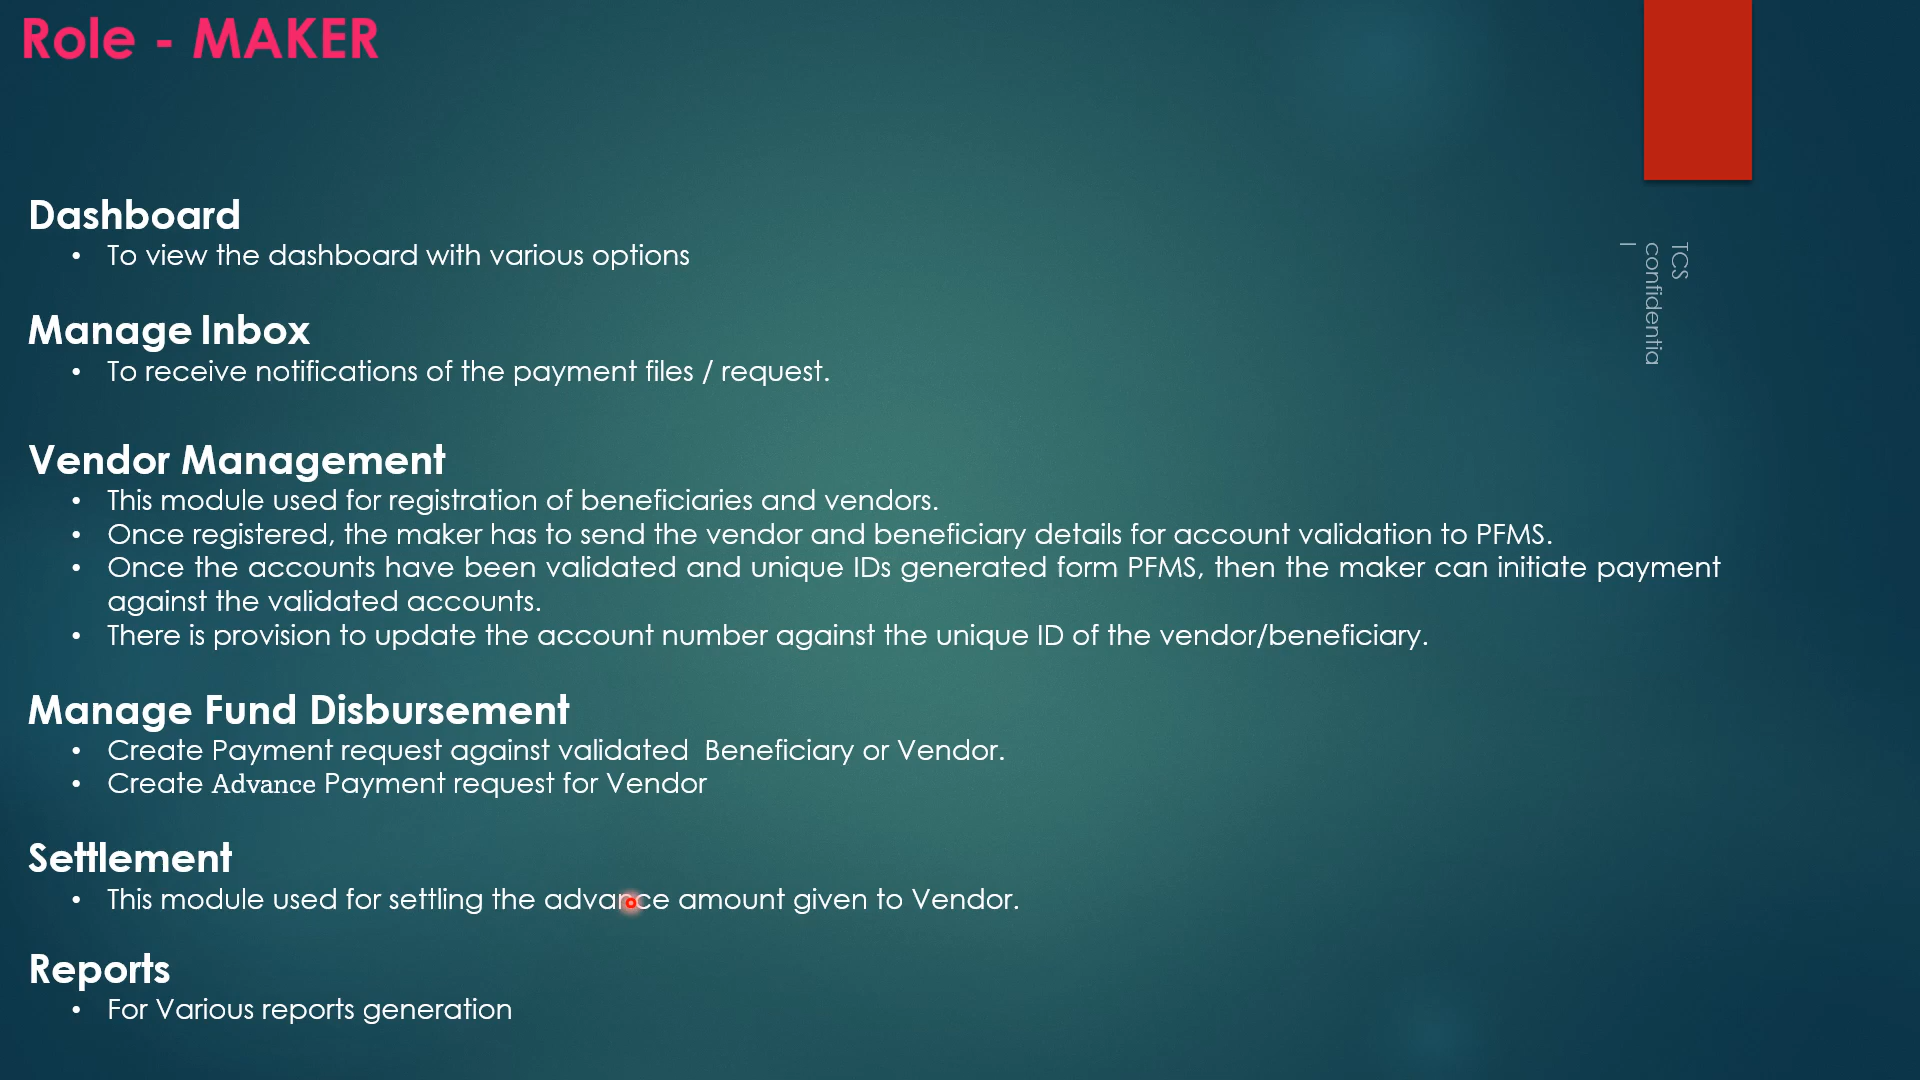 Role - MAKER
Dashboard
• To view the dashboard with various options
Manage Inbox
• To receive notifications of the payment files / request.
Vendor Management
• This module used for registration of beneficiaries and vendors.
• Once registered, the maker has to send the vendor and beneficiary details for account validation to PFMS.
• Once the accounts have been validated and unique IDs generated form PFMS, then the maker can initiate payment
against the validated accounts.
• There is provision to update the account number against the unique ID of the vendor/beneficiary.
Manage Fund Disbursement
• Create Payment request against validated  Beneficiary or Vendor.
• Create Advance Payment request for Vendor
Settlement
• This module used for settling the advance amount given to Vendor.
Reports
• For Various reports generation
TCS
confidentia
l